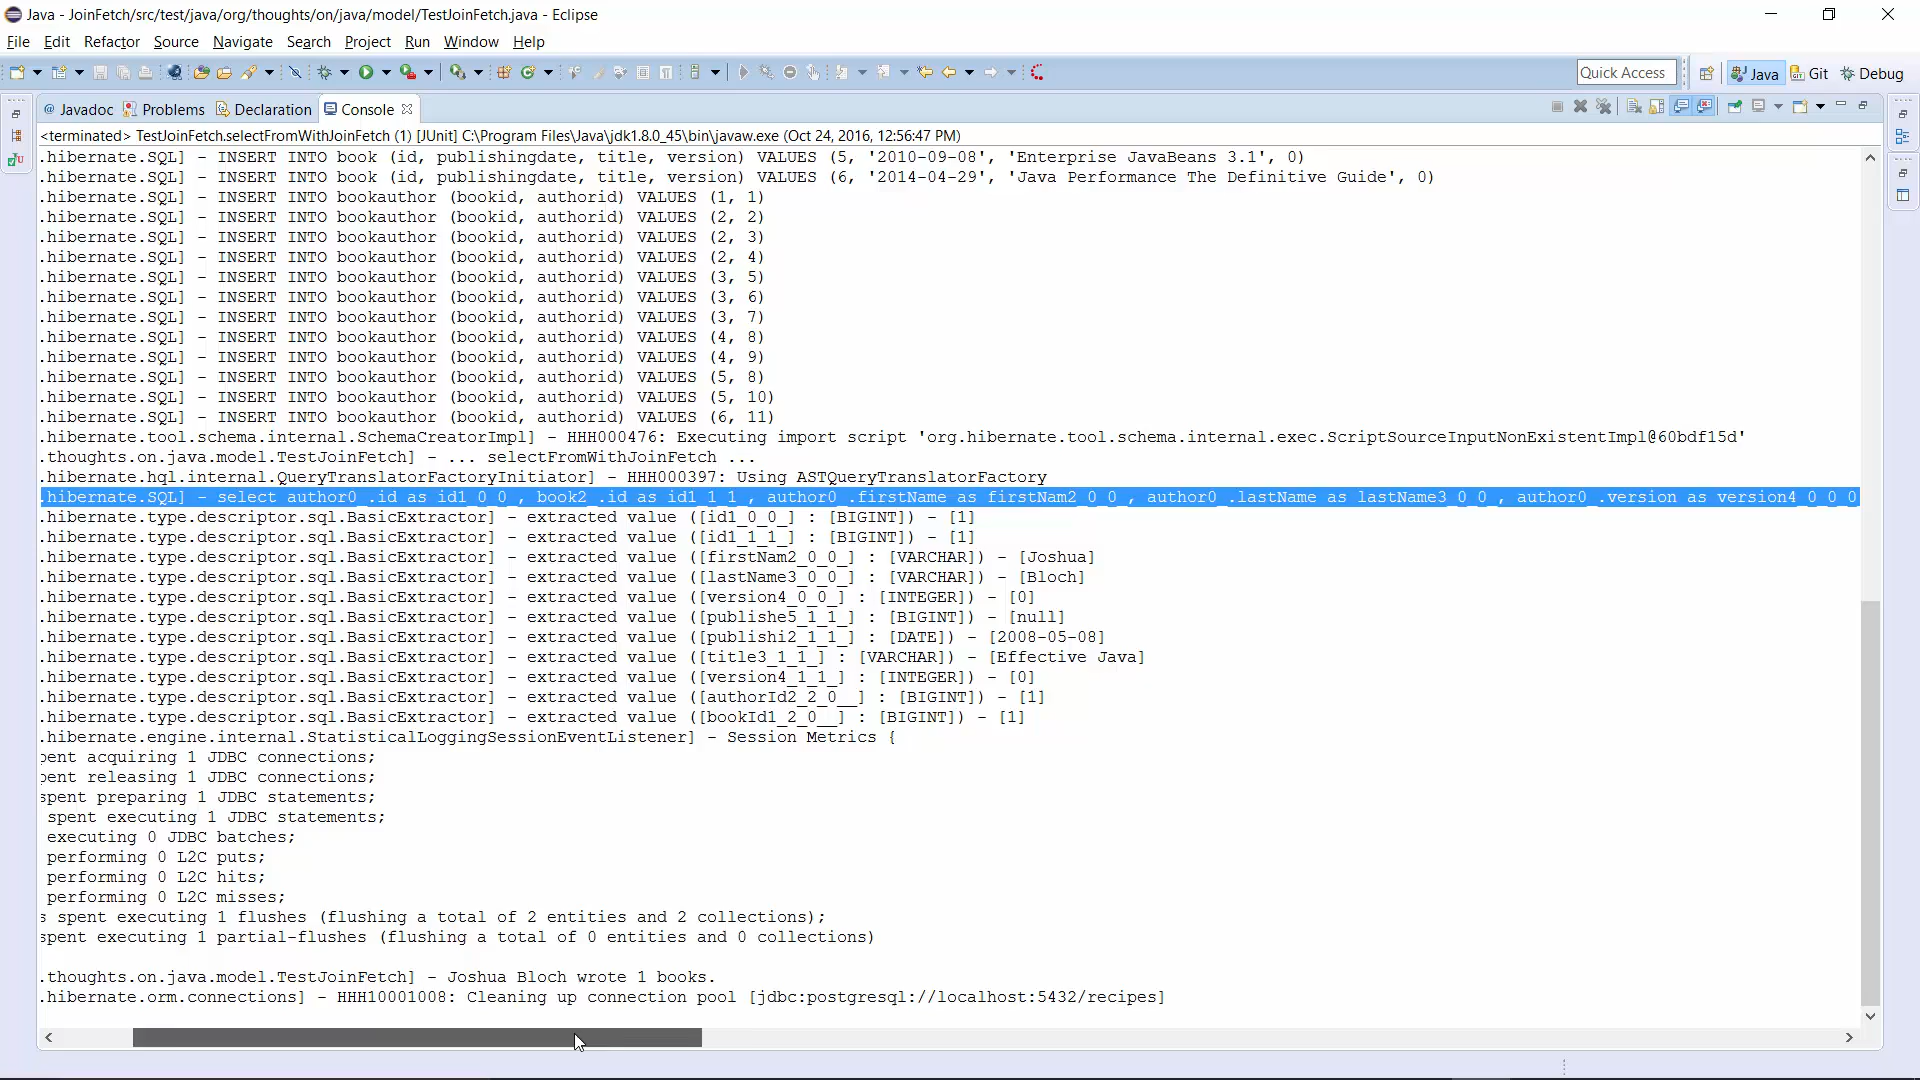 Java - JoinFetch/src/test/java/org/thoughts/on/java/model/TestJoinFetch.java - Eclipse
File Edit Refactor Source Navigate Search Project Run Window Help
Quick Access Java Git Debug
@ Javadoc Problems Declaration Console
<terminated> TestJoinFetch.selectFromWithJoinFetch (1) [JUnit] C:\Program Files\Java\jdk1.8.0_45\bin\javaw.exe (Oct 24, 2016, 12:56:47 PM)
.hibernate.SQL] - INSERT INTO book (id, publishingdate, title, version) VALUES (5, '2010-09-08', 'Enterprise JavaBeans 3.1', 0)
.hibernate.SQL] - INSERT INTO book (id, publishingdate, title, version) VALUES (6, '2014-04-29', 'Java Performance The Definitive Guide', 0)
.hibernate.SQL] - INSERT INTO bookauthor (bookid, authorid) VALUES (1, 1)
.hibernate.SQL] - INSERT INTO bookauthor (bookid, authorid) VALUES (2, 2)
.hibernate.SQL] - INSERT INTO bookauthor (bookid, authorid) VALUES (2, 3)
.hibernate.SQL] - INSERT INTO bookauthor (bookid, authorid) VALUES (2, 4)
.hibernate.SQL] - INSERT INTO bookauthor (bookid, authorid) VALUES (3, 5)
.hibernate.SQL] - INSERT INTO bookauthor (bookid, authorid) VALUES (3, 6)
.hibernate.SQL] - INSERT INTO bookauthor (bookid, authorid) VALUES (3, 7)
.hibernate.SQL] - INSERT INTO bookauthor (bookid, authorid) VALUES (4, 8)
.hibernate.SQL] - INSERT INTO bookauthor (bookid, authorid) VALUES (4, 9)
.hibernate.SQL] - INSERT INTO bookauthor (bookid, authorid) VALUES (5, 8)
.hibernate.SQL] - INSERT INTO bookauthor (bookid, authorid) VALUES (5, 10)
.hibernate.SQL] - INSERT INTO bookauthor (bookid, authorid) VALUES (6, 11)
.hibernate.tool.schema.internal.SchemaCreatorImpl] - HHH000476: Executing import script 'org.hibernate.tool.schema.internal.exec.ScriptSourceInputNonExistentImpl@60bdf15d'
.thoughts.on.java.model.TestJoinFetch] - ... selectFromWithJoinFetch ...
.hibernate.hql.internal.QueryTranslatorFactoryInitiator] - HHH000397: Using ASTQueryTranslatorFactory
.hibernate.SQL] - select author0_.id as id1_0_0_, book2_.id as id1_1_1_, author0_.firstName as firstNam2_0_0_, author0_.lastName as lastName3_0_0_, author0_.version as version4_0_0_0
.hibernate.type.descriptor.sql.BasicExtractor] - extracted value ([id1_0_0_] : [BIGINT]) - [1]
.hibernate.type.descriptor.sql.BasicExtractor] - extracted value ([id1_1_1_] : [BIGINT]) - [1]
.hibernate.type.descriptor.sql.BasicExtractor] - extracted value ([firstNam2_0_0_] : [VARCHAR]) - [Joshua]
.hibernate.type.descriptor.sql.BasicExtractor] - extracted value ([lastName3_0_0_] : [VARCHAR]) - [Bloch]
.hibernate.type.descriptor.sql.BasicExtractor] - extracted value ([version4_0_0_] : [INTEGER]) - [0]
.hibernate.type.descriptor.sql.BasicExtractor] - extracted value ([publishe5_1_1_] : [BIGINT]) - [null]
.hibernate.type.descriptor.sql.BasicExtractor] - extracted value ([publishi2_1_1_] : [DATE]) - [2008-05-08]
.hibernate.type.descriptor.sql.BasicExtractor] - extracted value ([title3_1_1_] : [VARCHAR]) - [Effective Java]
.hibernate.type.descriptor.sql.BasicExtractor] - extracted value ([version4_1_1_] : [INTEGER]) - [0]
.hibernate.type.descriptor.sql.BasicExtractor] - extracted value ([authorId2_2_0__] : [BIGINT]) - [1]
.hibernate.type.descriptor.sql.BasicExtractor] - extracted value ([bookId1_2_0__] : [BIGINT]) - [1]
.hibernate.engine.internal.StatisticalLoggingSessionEventListener] - Session Metrics {
pent acquiring 1 JDBC connections;
pent releasing 1 JDBC connections;
spent preparing 1 JDBC statements;
spent executing 1 JDBC statements;
executing 0 JDBC batches;
performing 0 L2C puts;
performing 0 L2C hits;
performing 0 L2C misses;
s spent executing 1 flushes (flushing a total of 2 entities and 2 collections);
spent executing 1 partial-flushes (flushing a total of 0 entities and 0 collections)
.thoughts.on.java.model.TestJoinFetch] - Joshua Bloch wrote 1 books.
.hibernate.orm.connections] - HHH10001008: Cleaning up connection pool [jdbc:postgresql://localhost:5432/recipes]